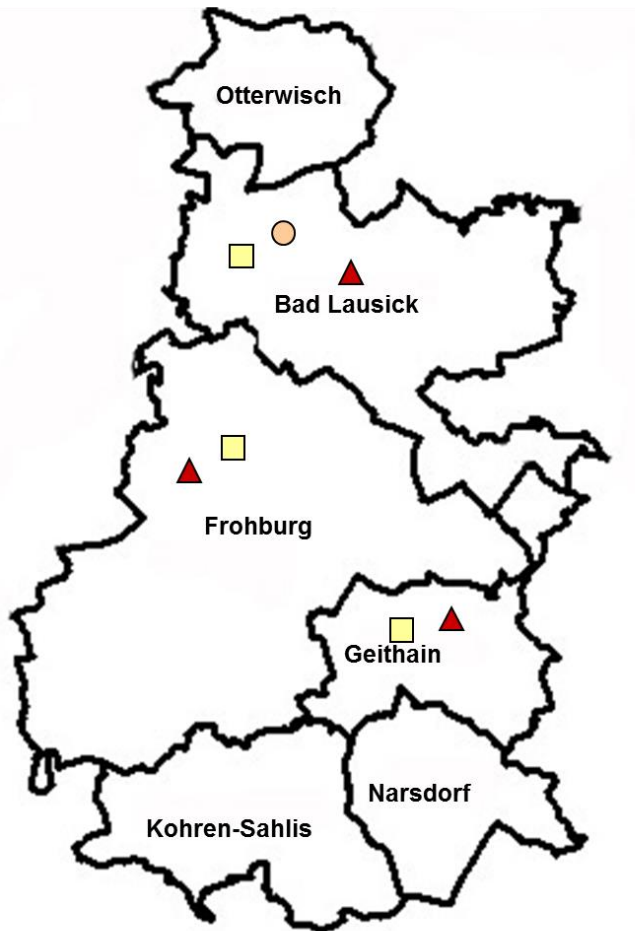 Otterwisch
Bad Lausick
Frohburg
Geithain
Narsdorf
Kohren-Sahlis